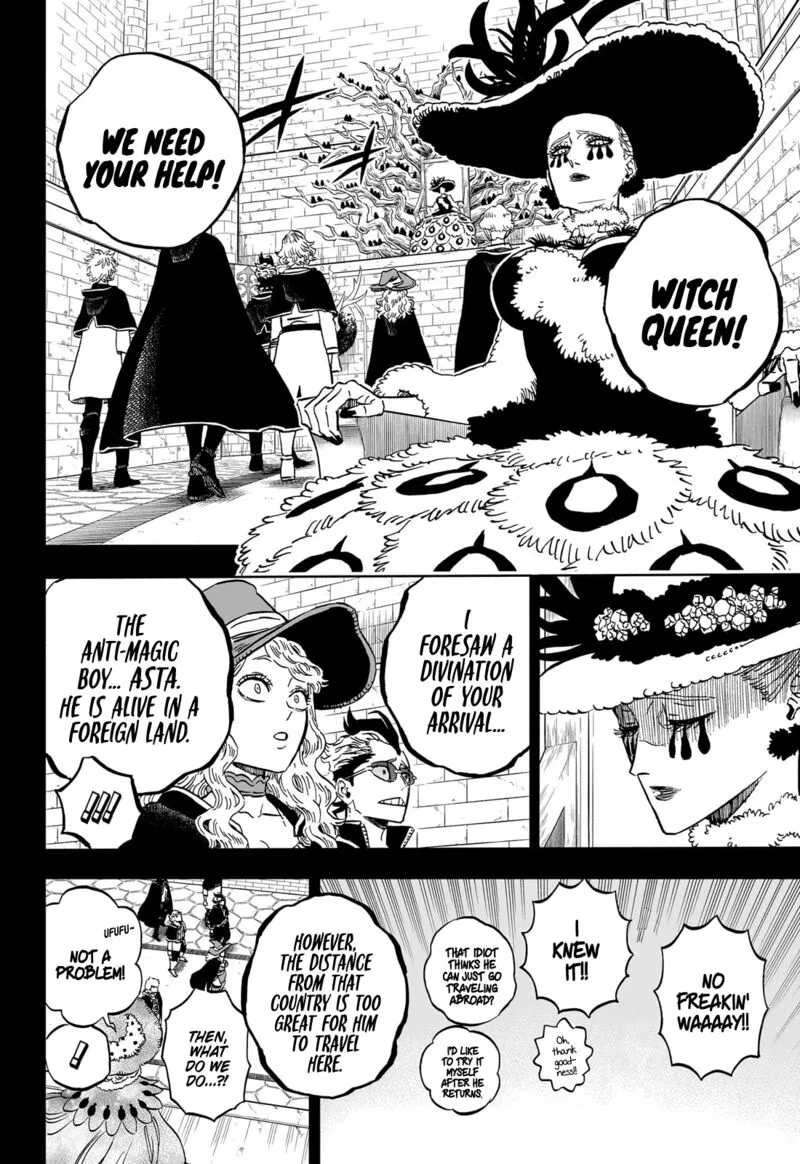 WITCH
QUEEN!
WE NEED
YOUR HELP!
I
FORESAW A
DIVINATION
OF YOUR
ARRIVAL...
THE
ANTI-MAGIC
BOY... ASTA.
HE IS ALIVE IN A
FOREIGN LAND.
!!!
NO
FREAKIN'
WAAAAY!!
I
KNEW
IT!!
Oh,
thank
good-
ness!!
THAT IDIOT
THINKS HE
CAN JUST GO
TRAVELING
ABROAD?
I'D LIKE
TO TRY IT
MYSELF
AFTER HE
RETURNS.
HOWEVER,
THE DISTANCE
FROM THAT
COUNTRY IS TOO
GREAT FOR HIM
TO TRAVEL
HERE.
THEN,
WHAT
DO WE
DO...?!
UFUFU~
NOT A
PROBLEM!
!